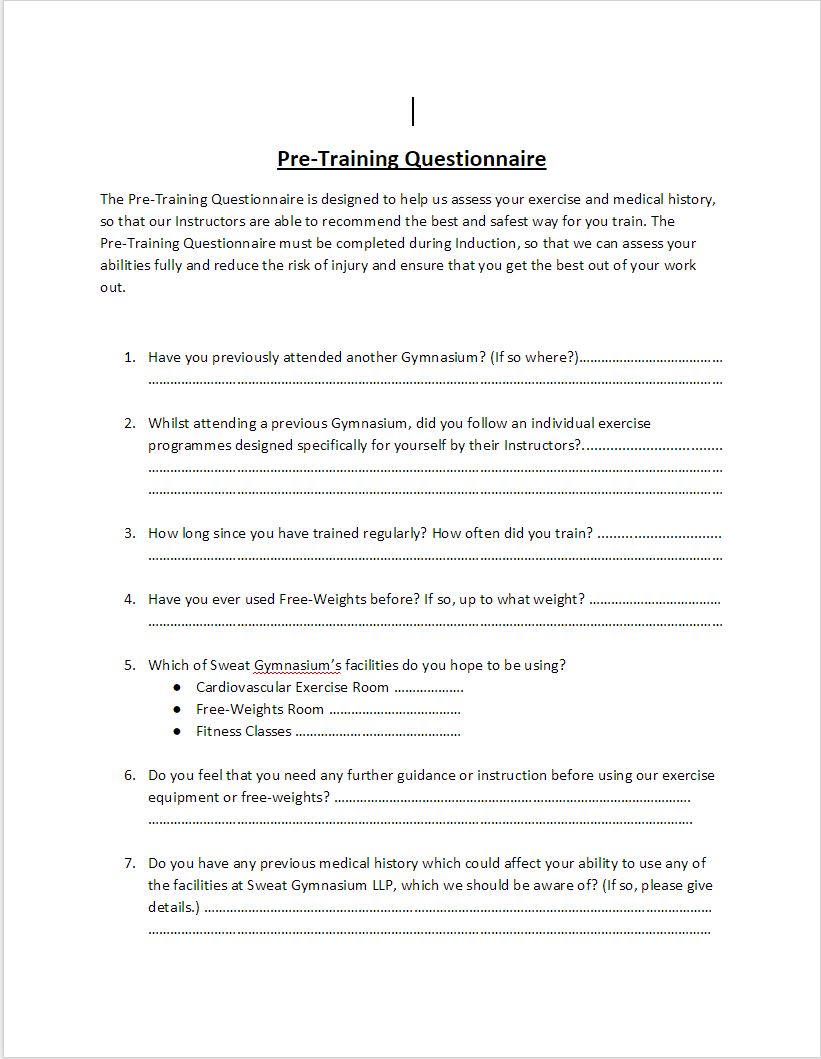 Pre-Training Questionnaire
The Pre-Training Questionnaire is designed to help us assess your exercise and medical history,
so that our Instructors are able to recommend the best and safest way for you train. The
Pre-Training Questionnaire must be completed during Induction, so that we can assess your
abilities fully and reduce the risk of injury and ensure that you get the best out of your work
out.
1. Have you previously attended another Gymnasium? (If so where?).......................................
................................................................................................................................
2. Whilst attending a previous Gymnasium, did you follow an individual exercise
programmes designed specifically for yourself by their Instructors?...................................
................................................................................................................................
................................................................................................................................
3. How long since you have trained regularly? How often did you train? ...............................
................................................................................................................................
4. Have you ever used Free-Weights before? If so, up to what weight? ....................................
................................................................................................................................
5. Which of Sweat Gymnasium’s facilities do you hope to be using?
● Cardiovascular Exercise Room ...................
● Free-Weights Room ....................................
● Fitness Classes .............................................
6. Do you feel that you need any further guidance or instruction before using our exercise
equipment or free-weights? .................................................................................................
................................................................................................................................
7. Do you have any previous medical history which could affect your ability to use any of
the facilities at Sweat Gymnasium LLP, which we should be aware of? (If so, please give
details.) ..........................................................................................................................
................................................................................................................................